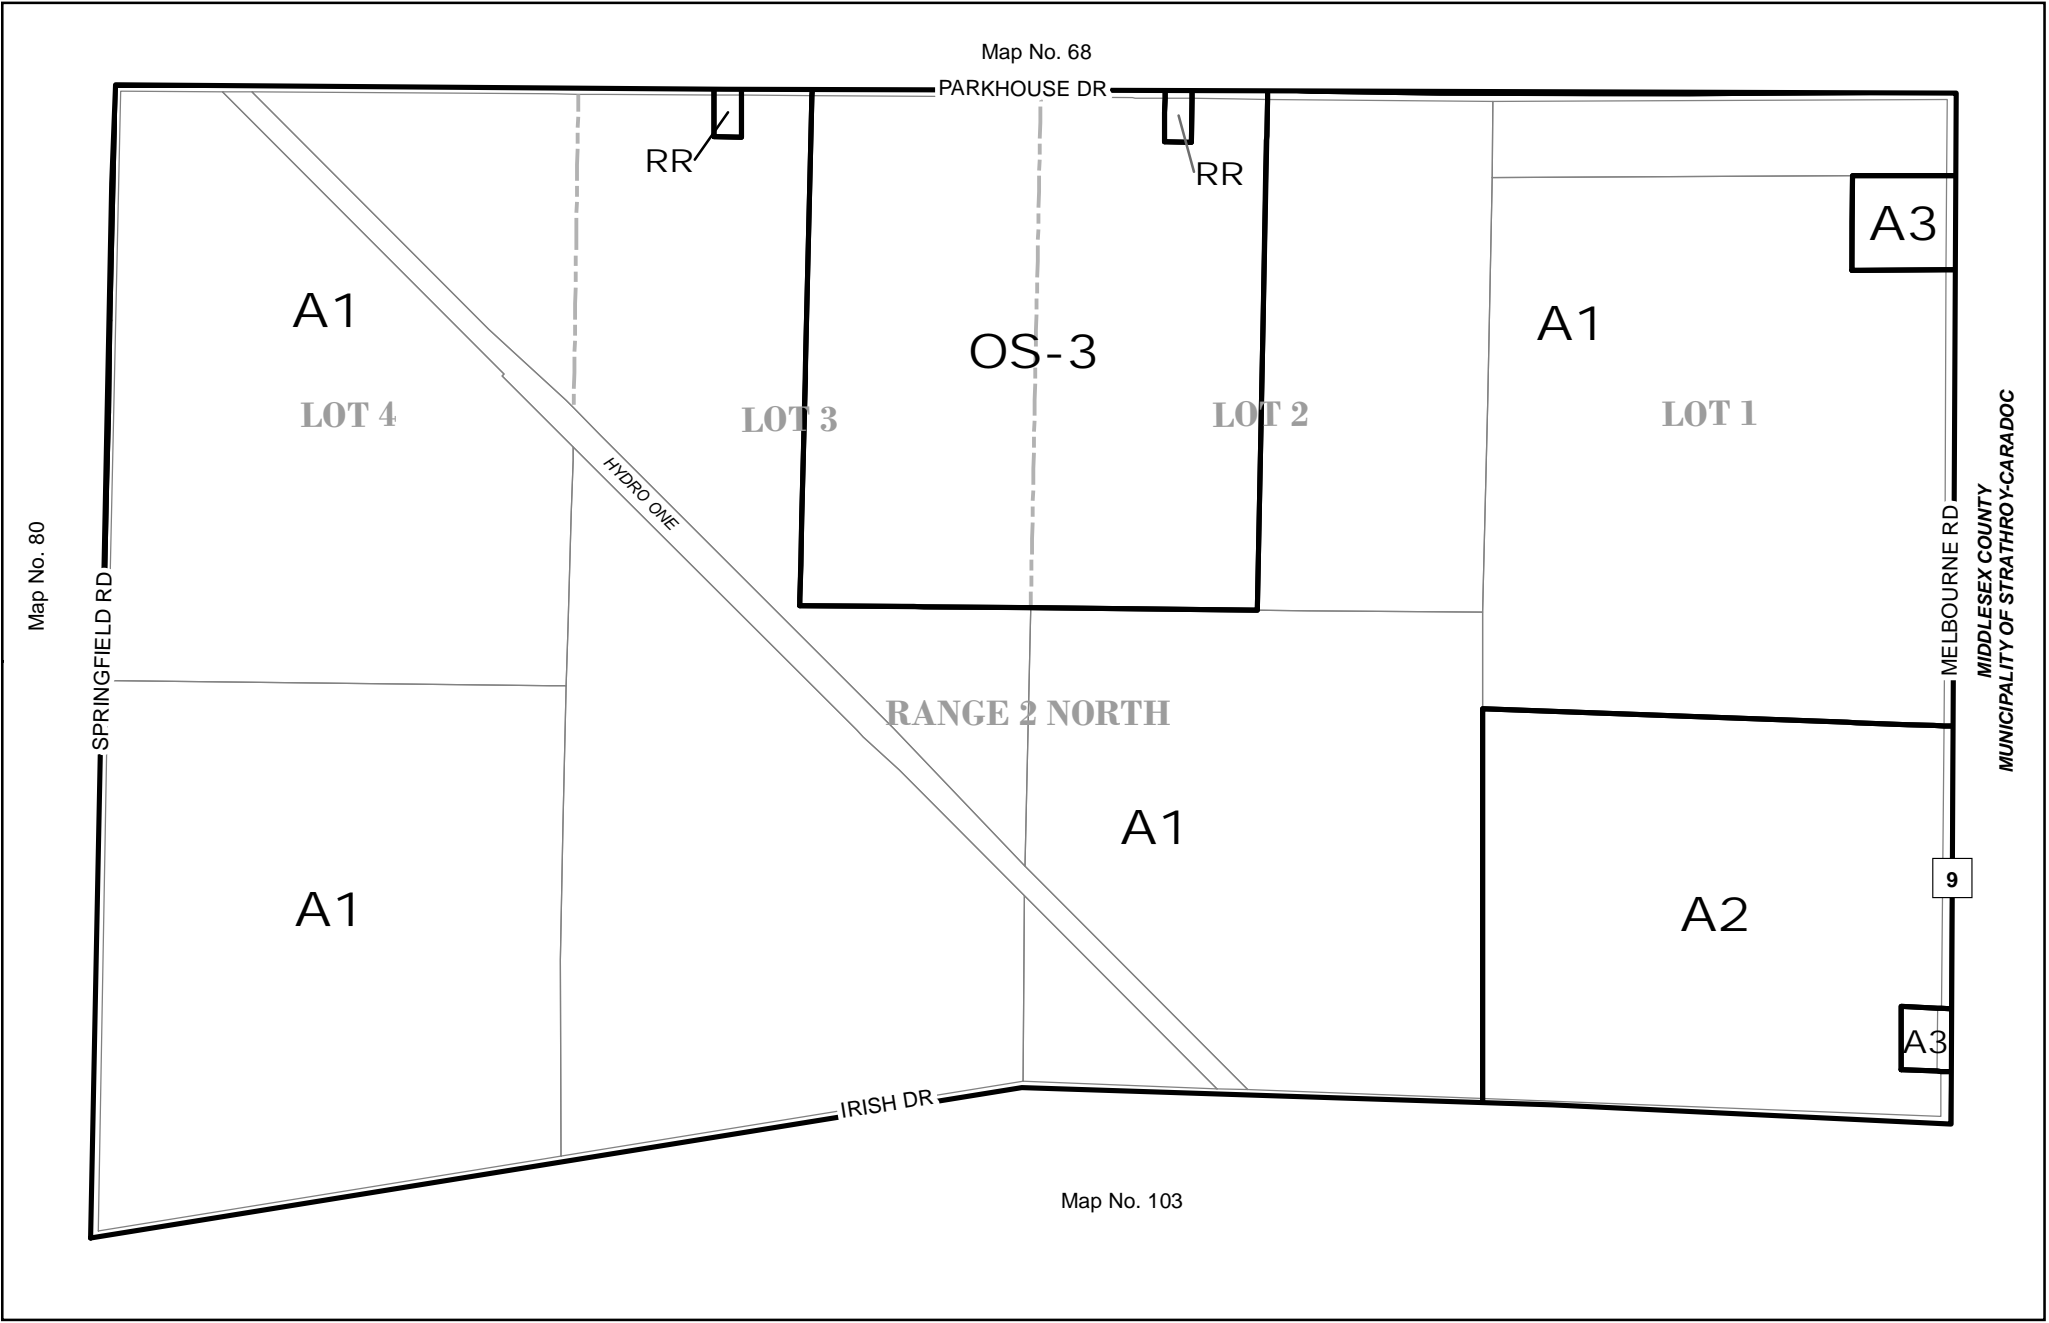 Map No. 68
PARKHOUSE DR
RR
RR
A3
A1
A1
OS-3
LOT 4
LOT 3
LOT 2
LOT 1
HYDRO ONE
Map No. 80
SPRINGFIELD RD
MELBOURNE RD
MIDDLESEX COUNTY
MUNICIPALITY OF STRATHROY-CARADOC
RANGE 2 NORTH
A1
A1
A2
9
A3
IRISH DR
Map No. 103